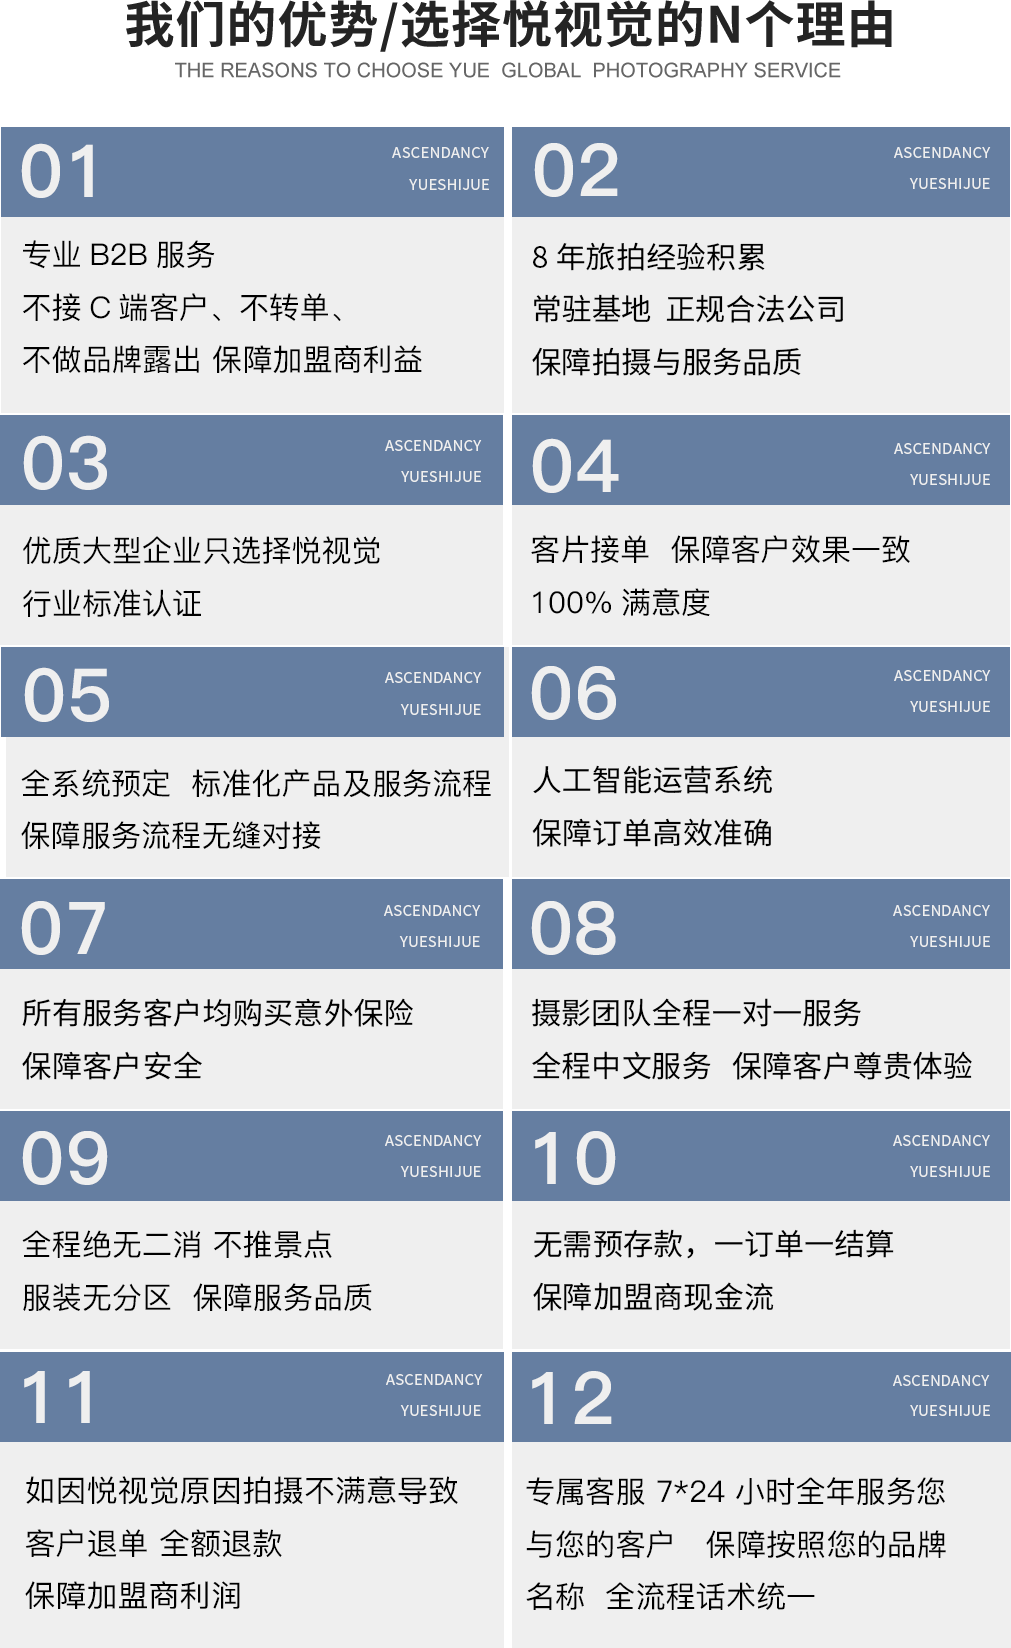 我们的优势/选择悦视觉的N个理由
THE REASONS TO CHOOSE YUE GLOBAL PHOTOGRAPHY SERVICE
01
ASCENDANCY
YUESHIJUE
专业 B2B 服务
不接 C 端客户、不转单、
不做品牌露出 保障加盟商利益
02
ASCENDANCY
YUESHIJUE
8 年旅拍经验积累
常驻基地 正规合法公司
保障拍摄与服务品质
03
ASCENDANCY
YUESHIJUE
优质大型企业只选择悦视觉
行业标准认证
04
ASCENDANCY
YUESHIJUE
客片接单 保障客户效果一致
100% 满意度
05
ASCENDANCY
YUESHIJUE
全系统预定 标准化产品及服务流程
保障服务流程无缝对接
06
ASCENDANCY
YUESHIJUE
人工智能运营系统
保障订单高效准确
07
ASCENDANCY
YUESHIJUE
所有服务客户均购买意外保险
保障客户安全
08
ASCENDANCY
YUESHIJUE
摄影团队全程一对一服务
全程中文服务 保障客户尊贵体验
09
ASCENDANCY
YUESHIJUE
全程绝无二消 不推景点
服装无分区 保障服务品质
10
ASCENDANCY
YUESHIJUE
无需预存款，一订单一结算
保障加盟商现金流
11
ASCENDANCY
YUESHIJUE
如因悦视觉原因拍摄不满意导致
客户退单 全额退款
保障加盟商利润
12
ASCENDANCY
YUESHIJUE
专属客服 7*24 小时全年服务您
与您的客户 保障按照您的品牌
名称 全流程话术统一